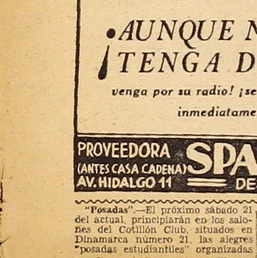 ¡AUNQUE N
¡TENGA D
venga por su radio! ¡se
inmediatame
PROVEEDORA
(ANTES CASA CADENA)
AV. HIDALGO 11
SPA
DE
"Posadas".—El próximo sábado 21
del actual, principiarán en los salo-
nes del Cotillón Club, situados en
Dinamarca número 21, las alegres
"posadas estudiantiles" organizadas